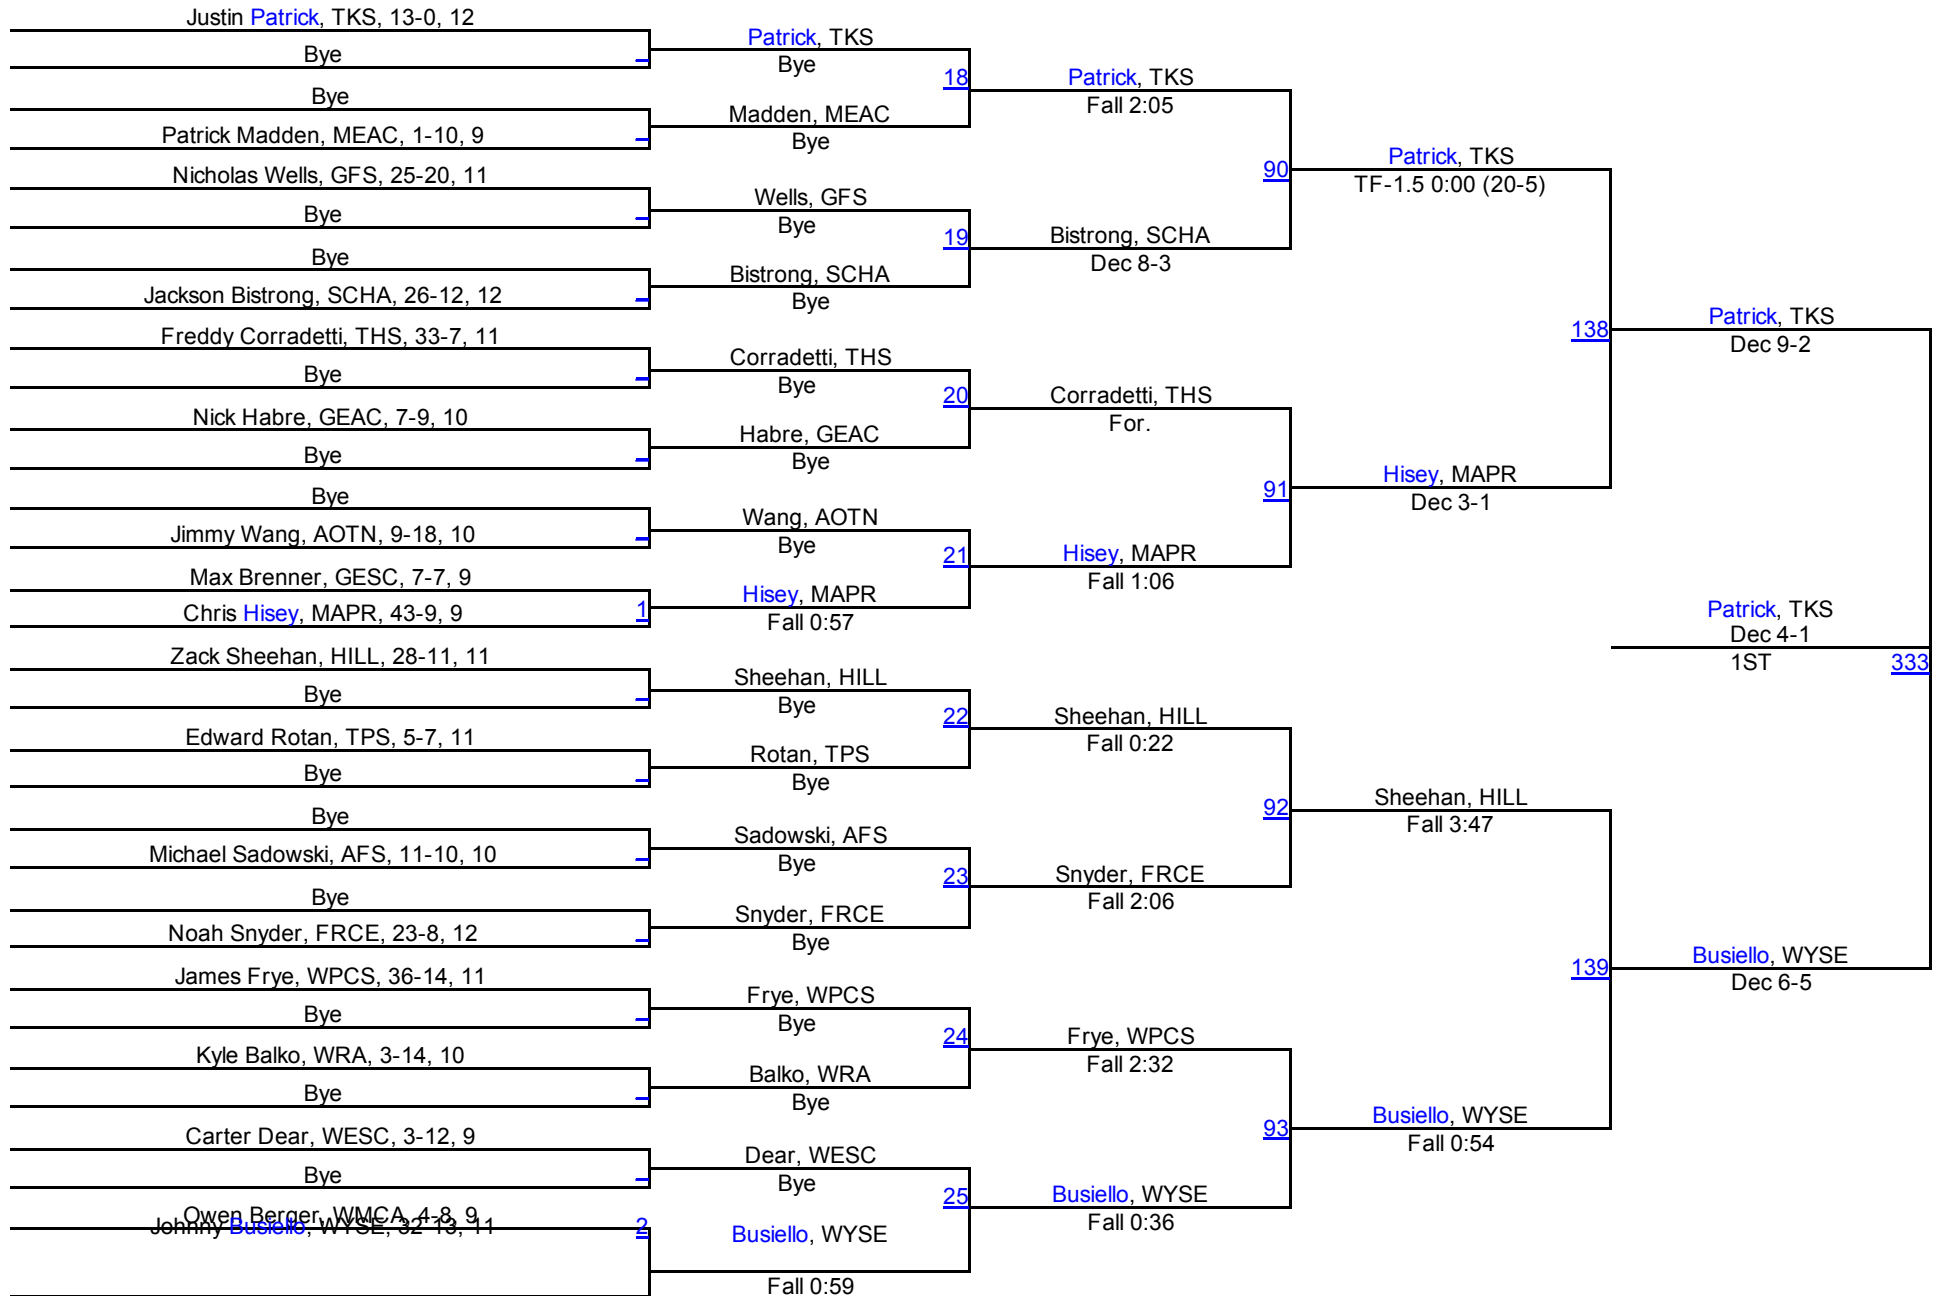 Justin Patrick, TKS, 13-0, 12
Bye
Bye
Patrick Madden, MEAC, 1-10, 9
Nicholas Wells, GFS, 25-20, 11
Bye
Bye
Jackson Bistrong, SCHA, 26-12, 12
Freddy Corradetti, THS, 33-7, 11
Bye
Nick Habre, GEAC, 7-9, 10
Bye
Bye
Jimmy Wang, AOTN, 9-18, 10
Max Brenner, GESC, 7-7, 9
Chris Hisey, MAPR, 43-9, 9
1
Zack Sheehan, HILL, 28-11, 11
Bye
Edward Rotan, TPS, 5-7, 11
Bye
Bye
Michael Sadowski, AFS, 11-10, 10
Bye
Noah Snyder, FRCE, 23-8, 12
James Frye, WPCS, 36-14, 11
Bye
Kyle Balko, WRA, 3-14, 10
Bye
Carter Dear, WESC, 3-12, 9
Bye
Owen Berger, WMCA, 4-8, 9
Johnny Busiello, WYSE, 32-13, 11
2
Patrick, TKS
Bye
18
Madden, MEAC
Bye
Wells, GFS
Bye
19
Bistrong, SCHA
Bye
Corradetti, THS
Bye
20
Habre, GEAC
Bye
Wang, AOTN
Bye
21
Hisey, MAPR
Fall 0:57
Sheehan, HILL
Bye
22
Rotan, TPS
Bye
Sadowski, AFS
Bye
23
Snyder, FRCE
Bye
Frye, WPCS
Bye
24
Balko, WRA
Bye
Dear, WESC
Bye
25
Busiello, WYSE
Fall 0:59
Patrick, TKS
Fall 2:05
90
Bistrong, SCHA
Dec 8-3
Corradetti, THS
For.
91
Hisey, MAPR
Fall 1:06
Sheehan, HILL
Fall 0:22
92
Snyder, FRCE
Fall 2:06
Frye, WPCS
Fall 2:32
93
Busiello, WYSE
Fall 0:36
Patrick, TKS
TF-1.5 0:00 (20-5)
138
Hisey, MAPR
Dec 3-1
Sheehan, HILL
Fall 3:47
139
Busiello, WYSE
Fall 0:54
Patrick, TKS
Dec 9-2
Patrick, TKS
Dec 4-1
1ST
333
Busiello, WYSE
Dec 6-5